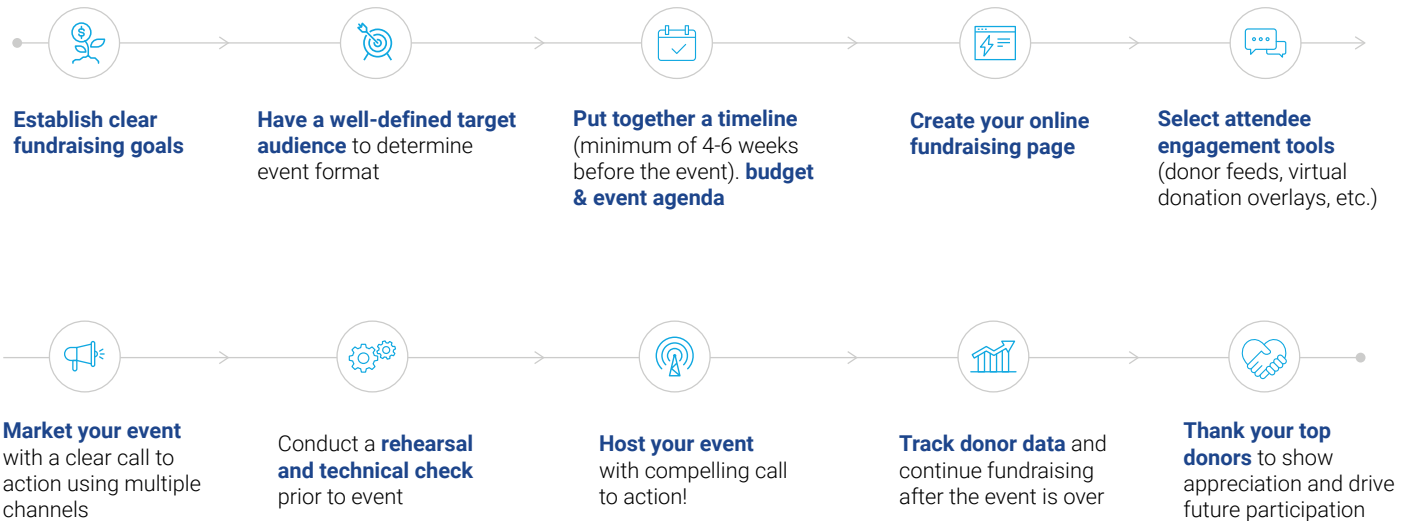 Establish clear
fundraising goals
Have a well-defined target
audience to determine
event format
Put together a timeline
(minimum of 4-6 weeks
before the event). budget
& event agenda
Create your online
fundraising page
Select attendee
engagement tools
(donor feeds, virtual
donation overlays, etc.)
Market your event
with a clear call to
action using multiple
channels
Conduct a rehearsal
and technical check
prior to event
Host your event
with compelling call
to action!
Track donor data and
continue fundraising
after the event is over
Thank your top
donors to show
appreciation and drive
future participation